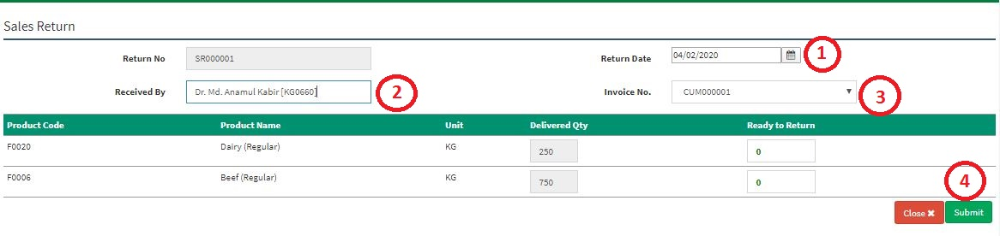 Sales Return
Return No SR000001 Return Date 04/02/2020 1
Received By Dr. Md. Anamul Kabir [KG0660] 2 Invoice No. CUM000001 3
Product Code Product Name Unit Delivered Qty Ready to Return
F0020 Dairy (Regular) KG 250 0
F0006 Beef (Regular) KG 750 0
4
Close ✖ Submit